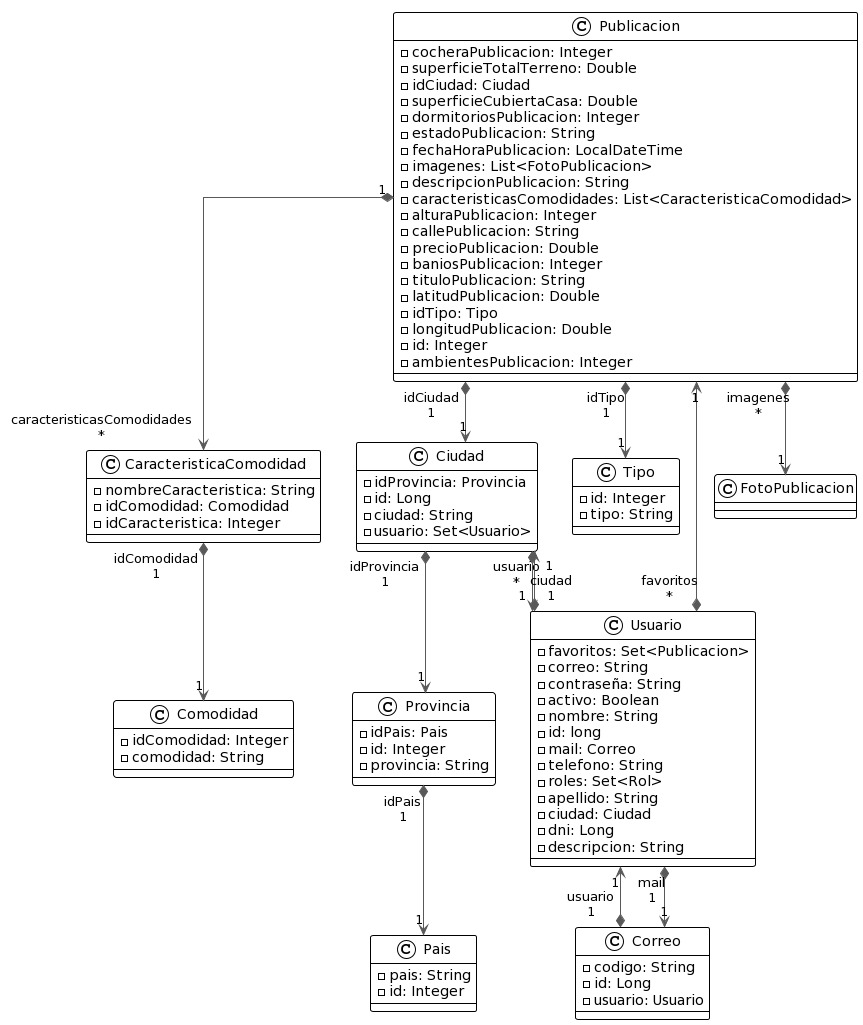 C Publicacion
cocheraPublicacion: Integer
superficieTotalTerreno: Double
idCiudad: Ciudad
superficieCubiertaCasa: Double
dormitoriosPublicacion: Integer
estadoPublicacion: String
fechaHoraPublicacion: LocalDateTime
imagenes: List<FotoPublicacion>
descripcionPublicacion: String
caracteristicasComodidades: List<CaracteristicaComodidad>
alturaPublicacion: Integer
callePublicacion: String
precioPublicacion: Double
baniosPublicacion: Integer
tituloPublicacion: String
latitudPublicacion: Double
idTipo: Tipo
longitudPublicacion: Double
id: Integer
ambientesPublicacion: Integer
1
caracteristicasComodidades
*
idCiudad
1
1
idTipo
1
1
1
imagenes
*
1
C CaracteristicaComodidad
nombreCaracteristica: String
idComodidad: Comodidad
idCaracteristica: Integer
C Ciudad
idProvincia: Provincia
id: Long
ciudad: String
usuario: Set<Usuario>
C Tipo
id: Integer
tipo: String
C FotoPublicacion
idComodidad
1
1
idProvincia
1
1
usuario
*
1
1
ciudad
1
favoritos
*
C Usuario
favoritos: Set<Publicacion>
correo: String
contraseña: String
activo: Boolean
nombre: String
id: long
mail: Correo
telefono: String
roles: Set<Rol>
apellido: String
ciudad: Ciudad
dni: Long
descripcion: String
C Comodidad
idComodidad: Integer
comodidad: String
C Provincia
idPais: Pais
id: Integer
provincia: String
idPais
1
1
1
usuario
1
mail
1
1
C Pais
pais: String
id: Integer
C Correo
codigo: String
id: Long
usuario: Usuario